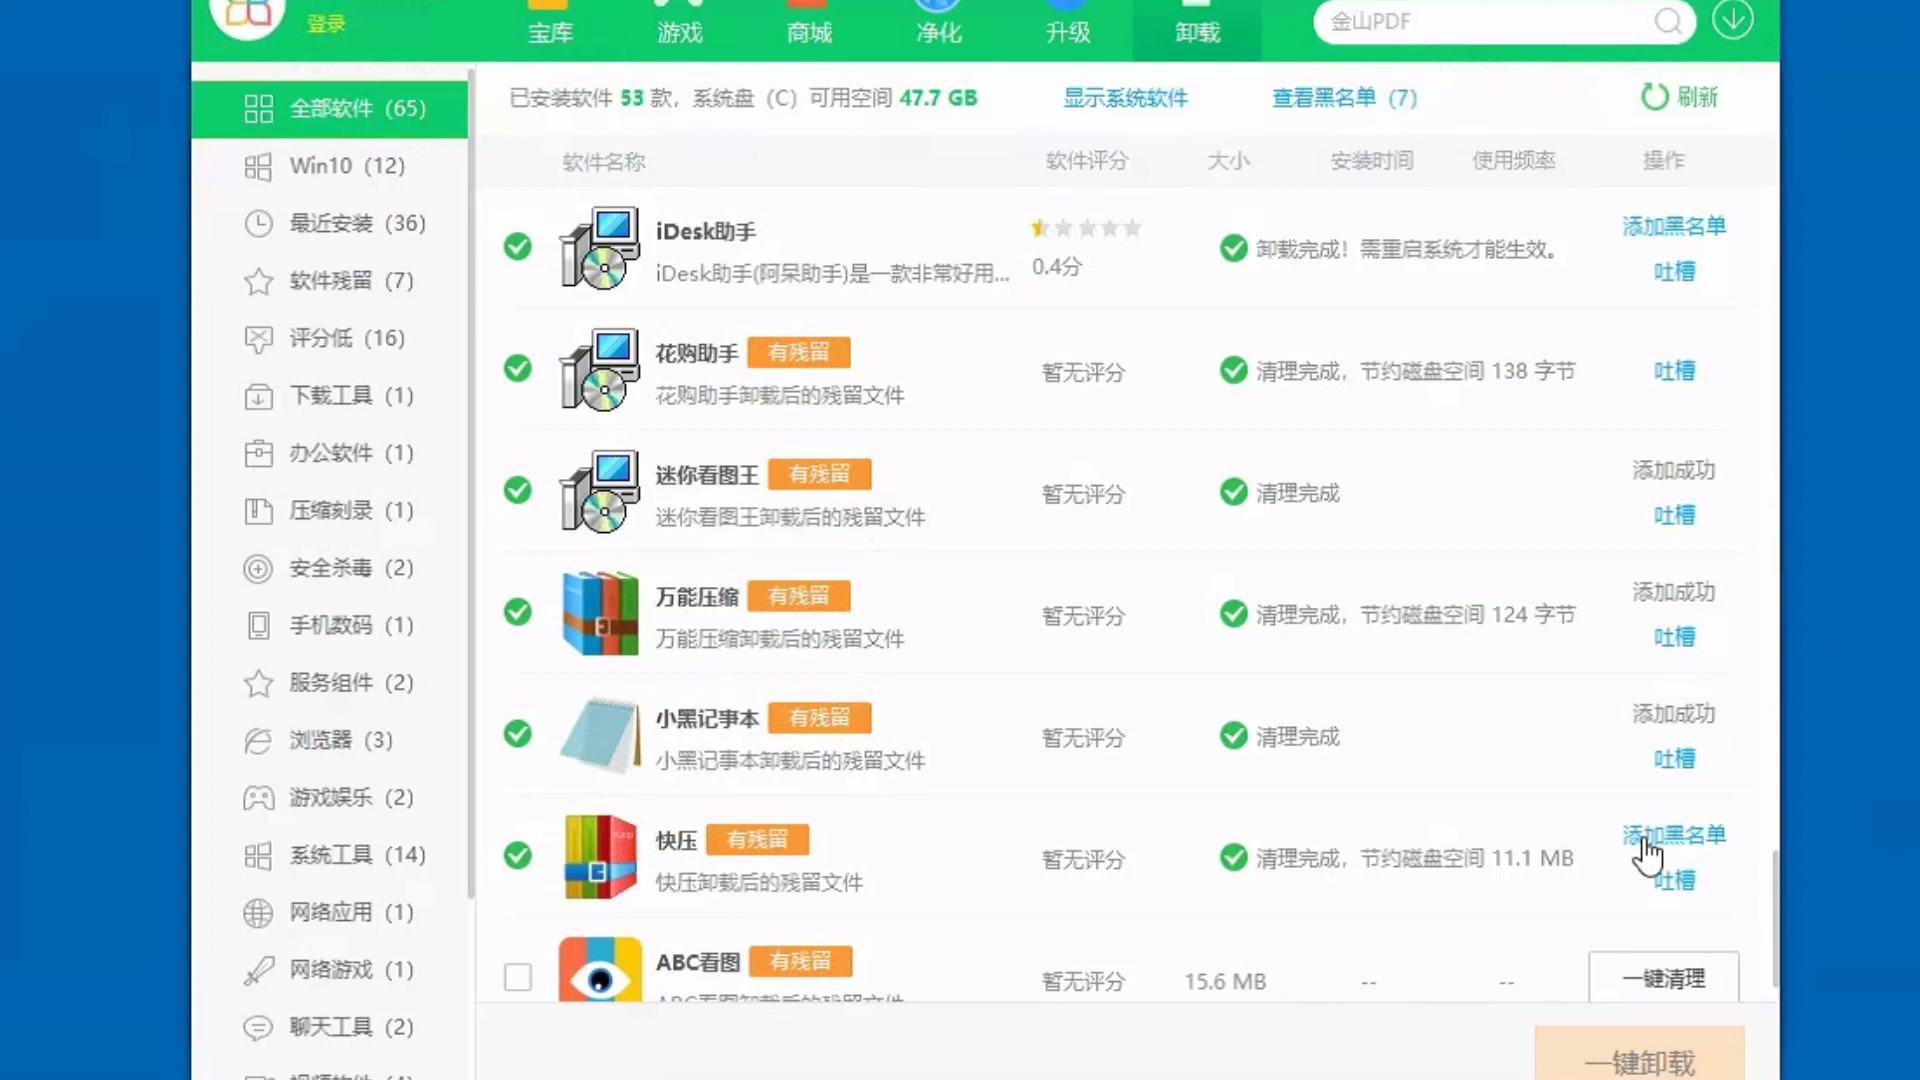 登录
宝库
游戏
商城
净化
升级
卸载
金山PDF
全部软件 (65)
Win10 (12)
最近安装 (36)
软件残留 (7)
评分低 (16)
下载工具 (1)
办公软件 (1)
压缩刻录 (1)
安全杀毒 (2)
手机数码 (1)
服务组件 (2)
浏览器 (3)
游戏娱乐 (2)
系统工具 (14)
网络应用 (1)
网络游戏 (1)
聊天工具 (2)
已安装软件 53 款，系统盘 (C) 可用空间 47.7 GB
显示系统软件
查看黑名单 (7)
刷新
软件名称 软件评分 大小 安装时间 使用频率 操作
iDesk助手
iDesk助手(阿呆助手)是一款非常好用...
0.4分
卸载完成！需重启系统才能生效。
添加黑名单
吐槽
花购助手 有残留
花购助手卸载后的残留文件
暂无评分
清理完成，节约磁盘空间 138 字节
吐槽
迷你看图王 有残留
迷你看图王卸载后的残留文件
暂无评分
清理完成
添加成功
吐槽
万能压缩 有残留
万能压缩卸载后的残留文件
暂无评分
清理完成，节约磁盘空间 124 字节
添加成功
吐槽
小黑记事本 有残留
小黑记事本卸载后的残留文件
暂无评分
清理完成
添加成功
吐槽
快压 有残留
快压卸载后的残留文件
暂无评分
清理完成，节约磁盘空间 11.1 MB
添加黑名单
吐槽
ABC看图 有残留
暂无评分
15.6 MB
--
--
一键清理
一键卸载